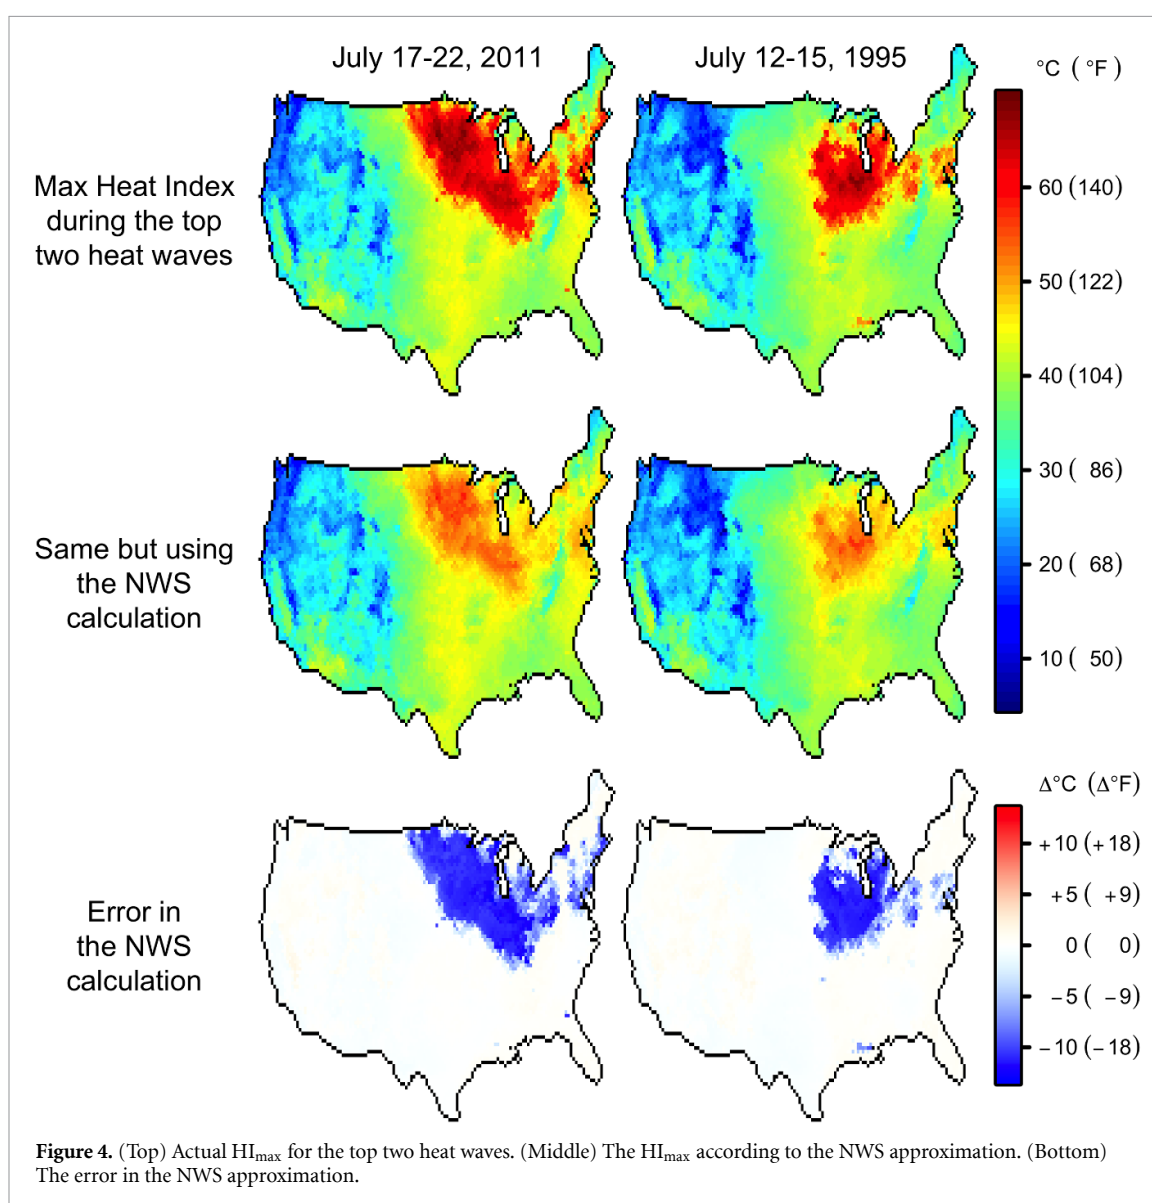 July 17-22, 2011
July 12-15, 1995
°C ( °F )
Max Heat Index
during the top
two heat waves
60 (140)
50 (122)
40 (104)
30 ( 86)
20 ( 68)
10 ( 50)
Same but using
the NWS
calculation
Δ°C (Δ°F)
+10 (+18)
+5 ( +9)
0 ( 0)
−5 ( −9)
−10 (−18)
Error in
the NWS
calculation
Figure 4. (Top) Actual HImax for the top two heat waves. (Middle) The HImax according to the NWS approximation. (Bottom)
The error in the NWS approximation.